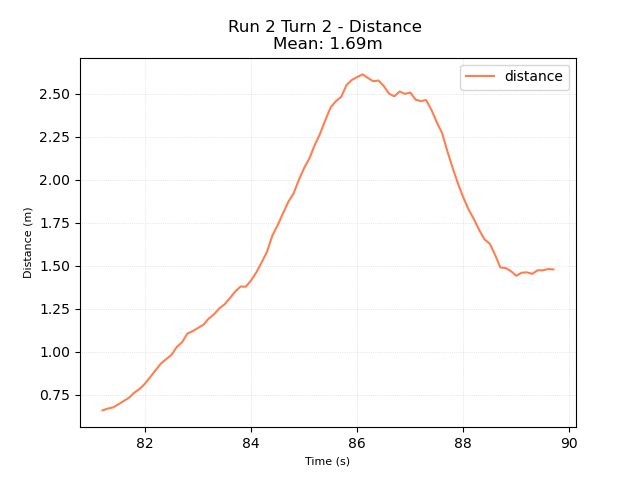 Run 2 Turn 2 - Distance
Mean: 1.69m
distance
2.50
2.25
2.00
1.75
1.50
1.25
1.00
0.75
Distance (m)
82 84 86 88 90
Time (s)